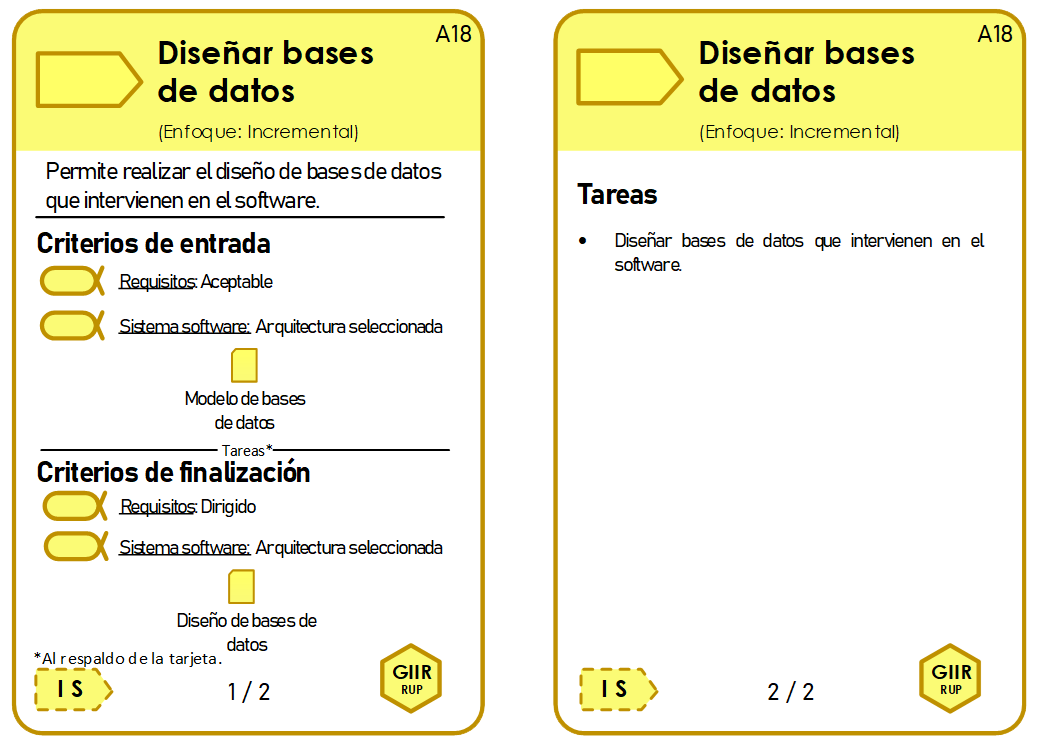 A18
Diseñar bases
de datos
(Enfoque: Incremental)
Permite realizar el diseño de bases de datos
que intervienen en el software.
Criterios de entrada
Requisitos: Aceptable
Sistema software: Arquitectura seleccionada
Modelo de bases
de datos
Tareas*
Criterios de finalización
Requisitos: Dirigido
Sistema software: Arquitectura seleccionada
Diseño de bases de
datos
*Al respaldo de la tarjeta.
I S
1 / 2
GIIR
RUP
A18
Diseñar bases
de datos
(Enfoque: Incremental)
Tareas
• Diseñar bases de datos que intervienen en el
software.
I S
2 / 2
GIIR
RUP